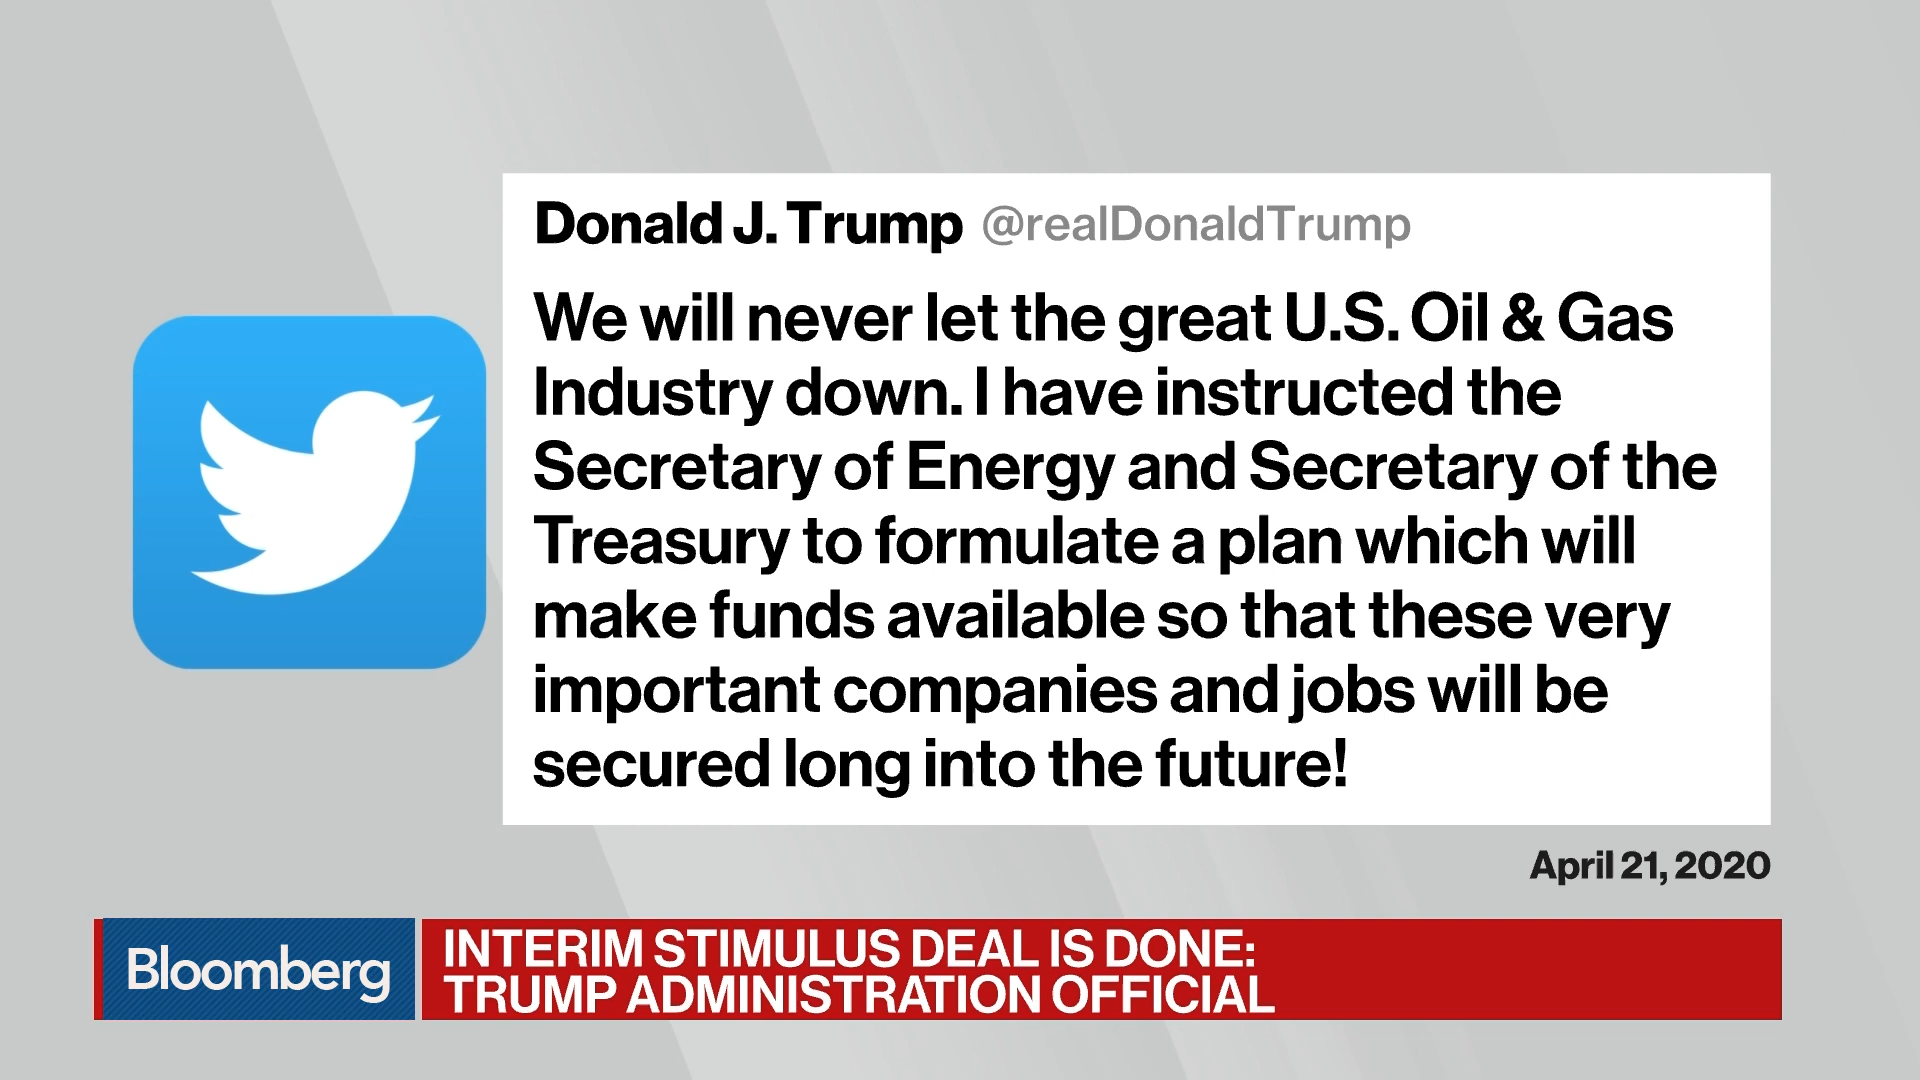 Donald J. Trump @realDonaldTrump
We will never let the great U.S. Oil & Gas
Industry down. I have instructed the
Secretary of Energy and Secretary of the
Treasury to formulate a plan which will
make funds available so that these very
important companies and jobs will be
secured long into the future!
April 21, 2020
Bloomberg
INTERIM STIMULUS DEAL IS DONE:
TRUMP ADMINISTRATION OFFICIAL